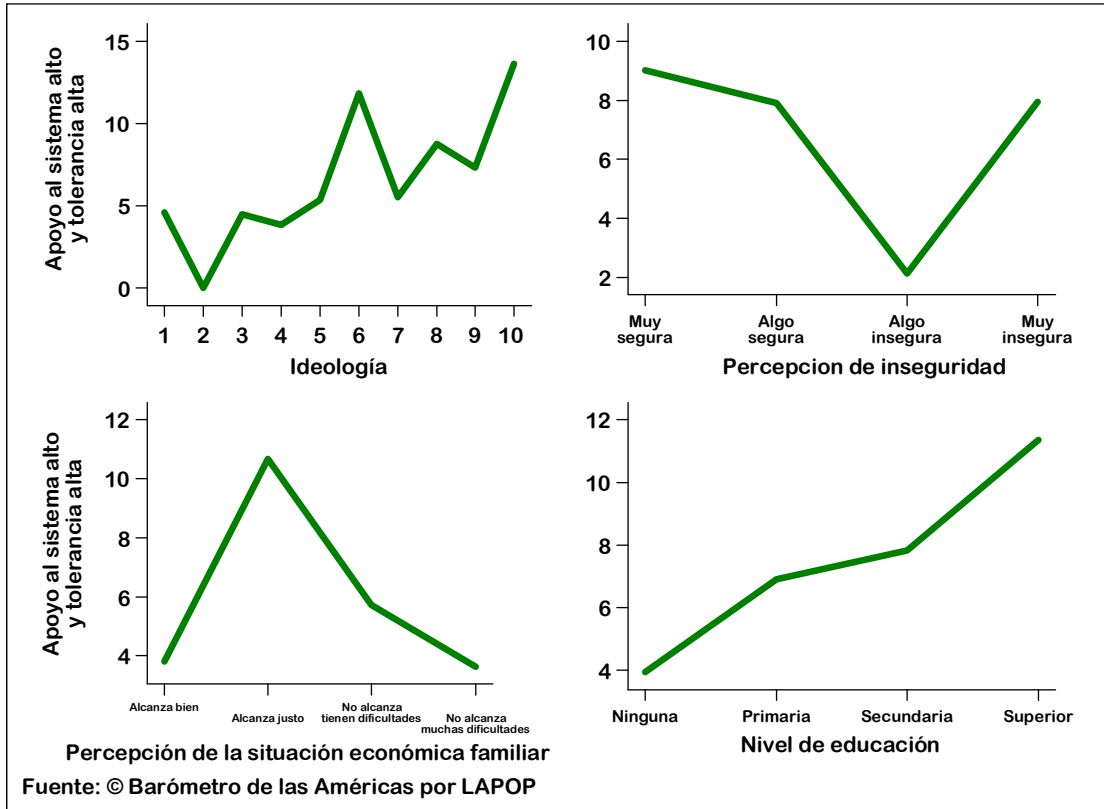 Apoyo al sistema alto
y tolerancia alta
15
10
5
0
1 2 3 4 5 6 7 8 9 10
Ideología
10
8
6
4
2
Muy segura Algo segura Algo insegura Muy insegura
Percepcion de inseguridad
Apoyo al sistema alto
y tolerancia alta
12
10
8
6
4
Alcanza bien Alcanza justo No alcanza tienen dificultades No alcanza muchas dificultades
Percepción de la situación económica familiar
12
10
8
6
4
Ninguna Primaria Secundaria Superior
Nivel de educación
Fuente: © Barómetro de las Américas por LAPOP